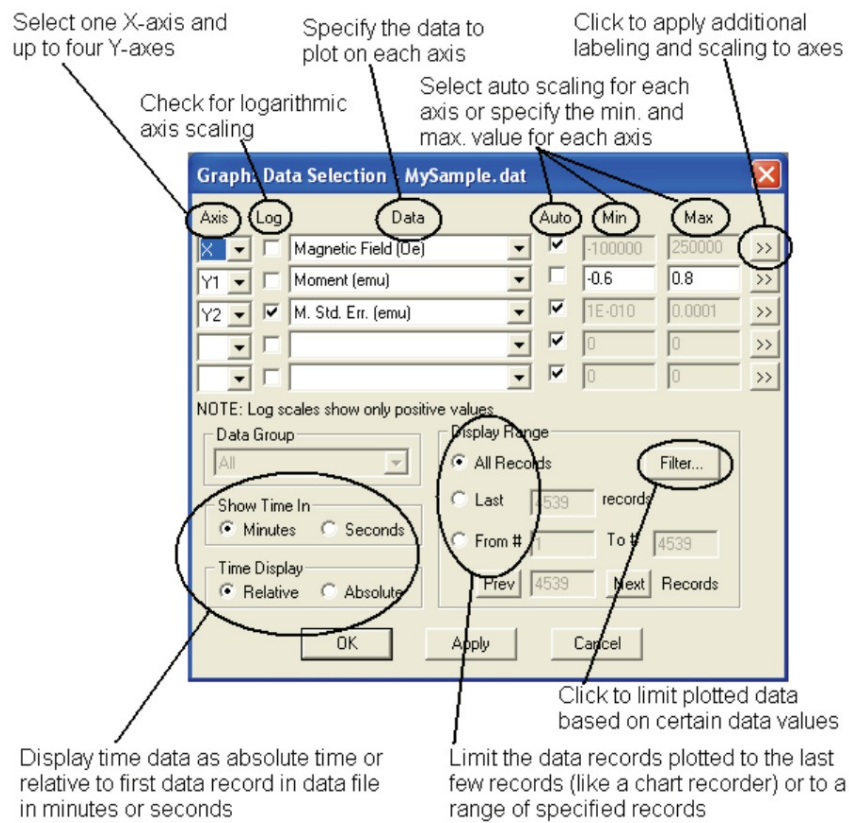 Select one X-axis and
up to four Y-axes
Specify the data to
plot on each axis
Click to apply additional
labeling and scaling to axes
Check for logarithmic
axis scaling
Select auto scaling for each
axis or specify the min. and
max. value for each axis
Graph: Data Selection - MySample.dat
Axis Log Data Auto Min Max
X Magnetic Field (Oe) -100000 250000 >>
Y1 Moment (emu) -0.6 0.8 >>
Y2 M. Std. Err. (emu) 1E-010 0.0001 >>
0 0 >>
0 0 >>
NOTE: Log scales show only positive values
Data Group
All
Show Time In
Minutes Seconds
Time Display
Relative Absolute
Display Range
All Records Filter...
Last 4539 records
From # 1 To # 4539
Prev 4539 Next Records
OK Apply Cancel
Click to limit plotted data
based on certain data values
Display time data as absolute time or
relative to first data record in data file
in minutes or seconds
Limit the data records plotted to the last
few records (like a chart recorder) or to a
range of specified records